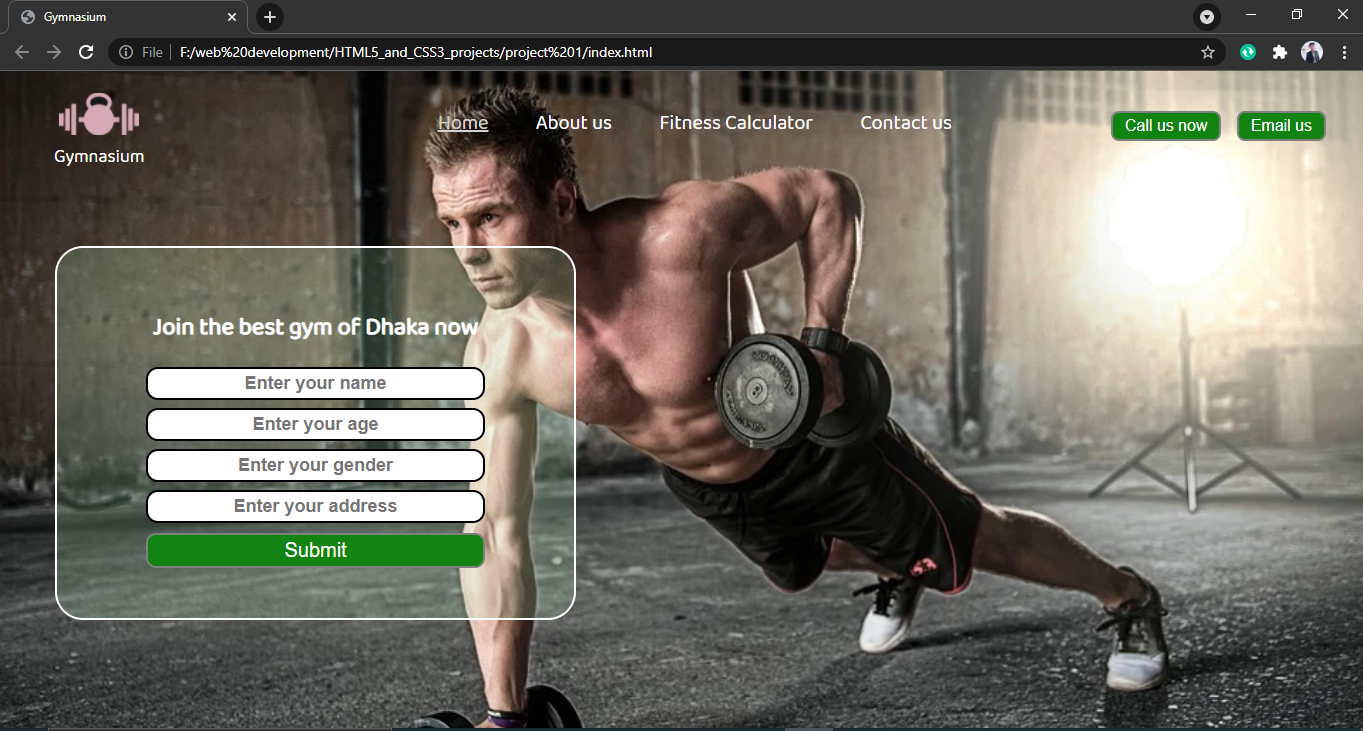 Gymnasium
File
F:/web%20development/HTML5_and_CSS3_projects/project%201/index.html
Gymnasium
Home
About us
Fitness Calculator
Contact us
Call us now
Email us
Join the best gym of Dhaka now
Enter your name
Enter your age
Enter your gender
Enter your address
Submit